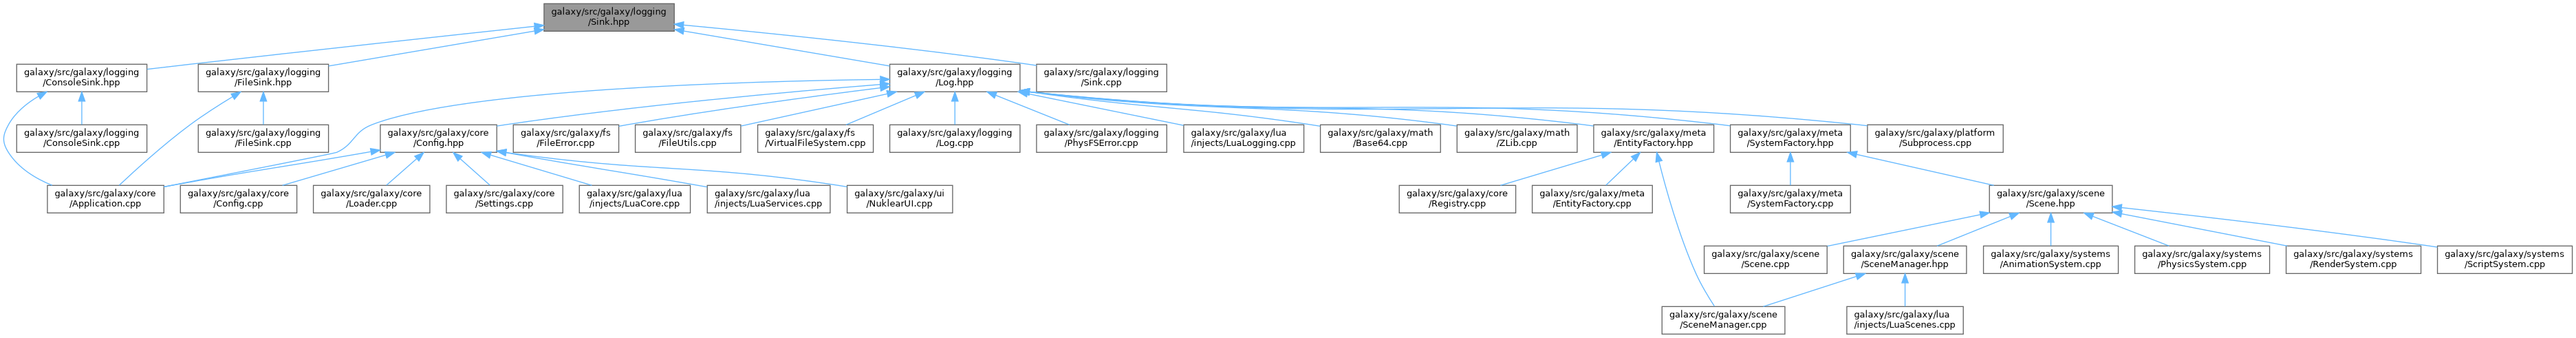 galaxy/src/galaxy/logging
/Sink.hpp
galaxy/src/galaxy/logging
/ConsoleSink.hpp
galaxy/src/galaxy/logging
/FileSink.hpp
galaxy/src/galaxy/logging
/Log.hpp
galaxy/src/galaxy/logging
/Sink.cpp
galaxy/src/galaxy/logging
/ConsoleSink.cpp
galaxy/src/galaxy/logging
/FileSink.cpp
galaxy/src/galaxy/core
/Config.hpp
galaxy/src/galaxy/fs
/FileError.cpp
galaxy/src/galaxy/fs
/FileUtils.cpp
galaxy/src/galaxy/fs
/VirtualFileSystem.cpp
galaxy/src/galaxy/logging
/Log.cpp
galaxy/src/galaxy/logging
/PhysFSError.cpp
galaxy/src/galaxy/lua
/injects/LuaLogging.cpp
galaxy/src/galaxy/math
/Base64.cpp
galaxy/src/galaxy/math
/ZLib.cpp
galaxy/src/galaxy/meta
/EntityFactory.hpp
galaxy/src/galaxy/meta
/SystemFactory.hpp
galaxy/src/galaxy/platform
/Subprocess.cpp
galaxy/src/galaxy/core
/Application.cpp
galaxy/src/galaxy/core
/Config.cpp
galaxy/src/galaxy/core
/Loader.cpp
galaxy/src/galaxy/core
/Settings.cpp
galaxy/src/galaxy/lua
/injects/LuaCore.cpp
galaxy/src/galaxy/lua
/injects/LuaServices.cpp
galaxy/src/galaxy/ui
/NuklearUI.cpp
galaxy/src/galaxy/core
/Registry.cpp
galaxy/src/galaxy/meta
/EntityFactory.cpp
galaxy/src/galaxy/meta
/SystemFactory.cpp
galaxy/src/galaxy/scene
/Scene.hpp
galaxy/src/galaxy/scene
/Scene.cpp
galaxy/src/galaxy/scene
/SceneManager.hpp
galaxy/src/galaxy/systems
/AnimationSystem.cpp
galaxy/src/galaxy/systems
/PhysicsSystem.cpp
galaxy/src/galaxy/systems
/RenderSystem.cpp
galaxy/src/galaxy/systems
/ScriptSystem.cpp
galaxy/src/galaxy/scene
/SceneManager.cpp
galaxy/src/galaxy/lua
/injects/LuaScenes.cpp